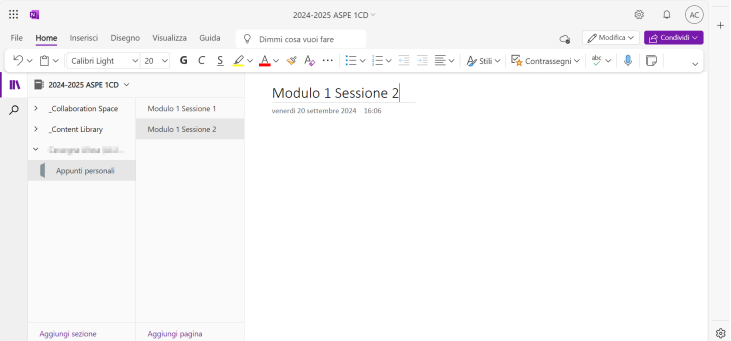 2024-2025 ASPE 1CD
AC
File Home Inserisci Disegno Visualizza Guida Dimmi cosa vuoi fare
Modifica Condividi
Calibri Light 20 G C S A Stili Contrassegni abc
2024-2025 ASPE 1CD
_Collaboration Space
_Content Library
Appunti personali
Modulo 1 Sessione 1
Modulo 1 Sessione 2
Modulo 1 Sessione 2
venerdì 20 settembre 2024 16:06
Aggiungi sezione
Aggiungi pagina